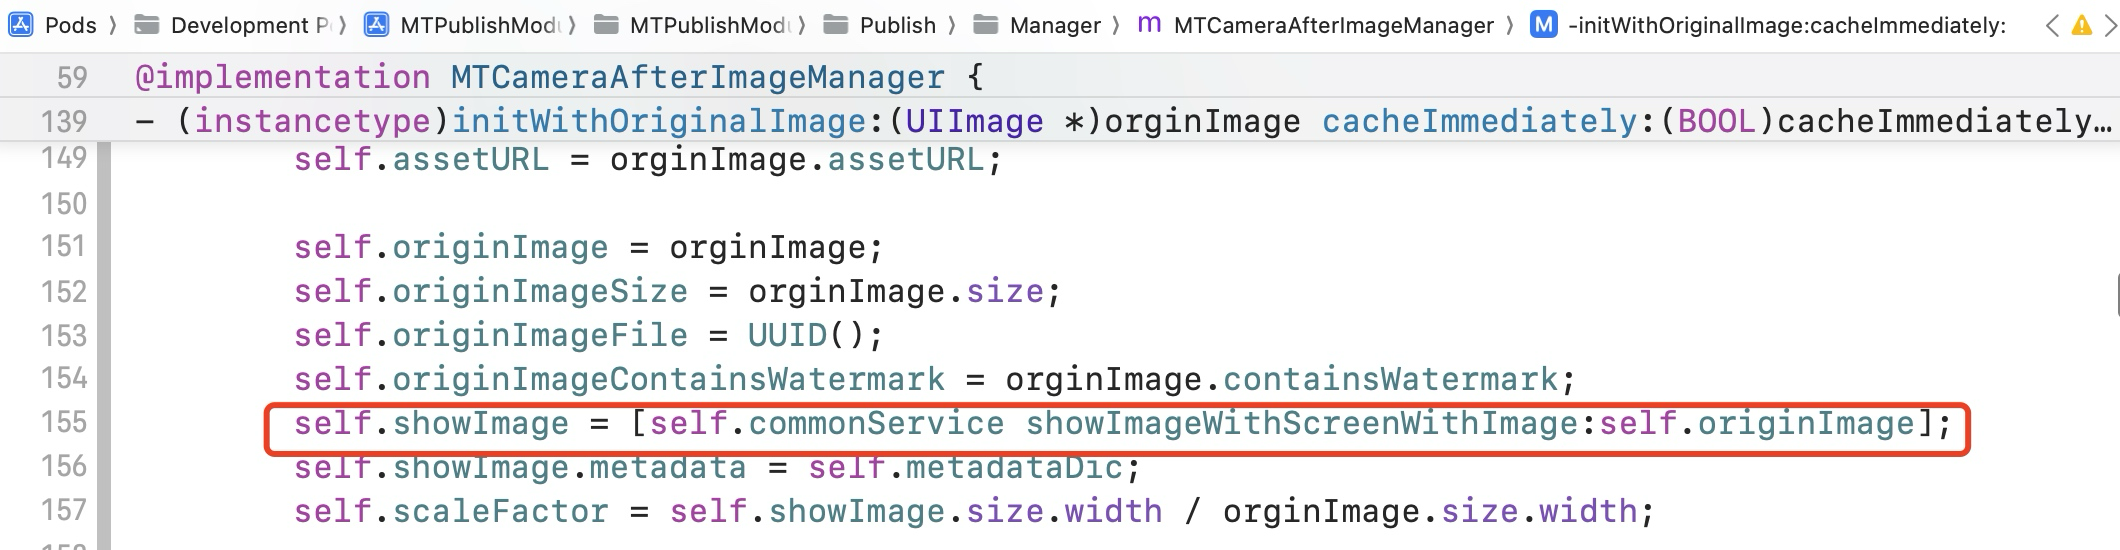 Pods 〉 Development P 〉 MTPublishModu 〉 MTPublishModu 〉 Publish 〉 Manager 〉 m MTCameraAfterImageManager 〉 M -initWithOriginalImage:cacheImmediately:
59 @implementation MTCameraAfterImageManager {
139 – (instancetype)initWithOriginalImage:(UIImage *)orginImage cacheImmediately:(BOOL)cacheImmediately…
149 self.assetURL = orginImage.assetURL;
150
151 self.originImage = orginImage;
152 self.originImageSize = orginImage.size;
153 self.originImageFile = UUID();
154 self.originImageContainsWatermark = orginImage.containsWatermark;
155 self.showImage = [self.commonService showImageWithScreenWithImage:self.originImage];
156 self.showImage.metadata = self.metadataDic;
157 self.scaleFactor = self.showImage.size.width / orginImage.size.width;